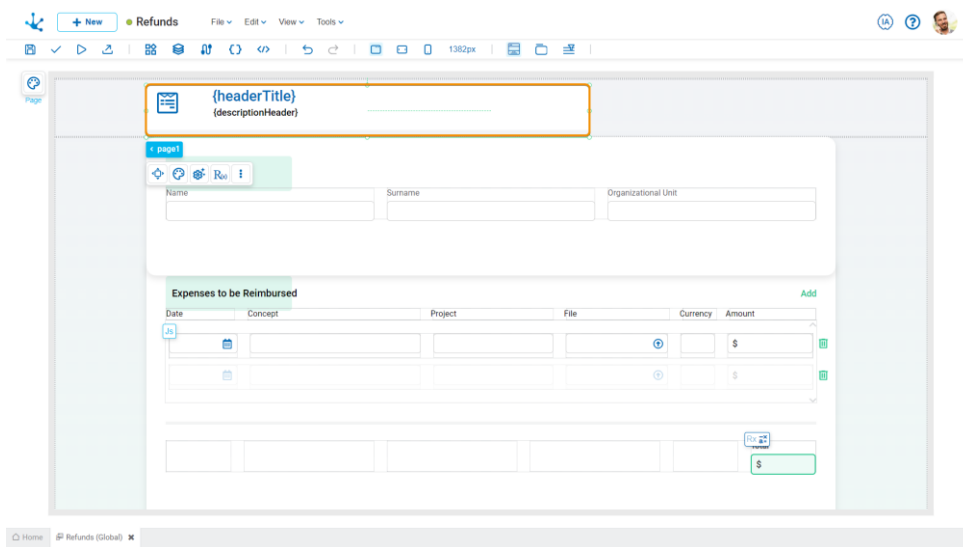 + New
Refunds
File
Edit
View
Tools
IA
?
1382px
Page
{headerTitle}
{descriptionHeader}
< page1
R(x)
Name
Surname
Organizational Unit
Expenses to be Reimbursed
Add
Date
Concept
Project
File
Currency
Amount
Js
$
$
Rx
Total
$
Home
Refunds (Global)